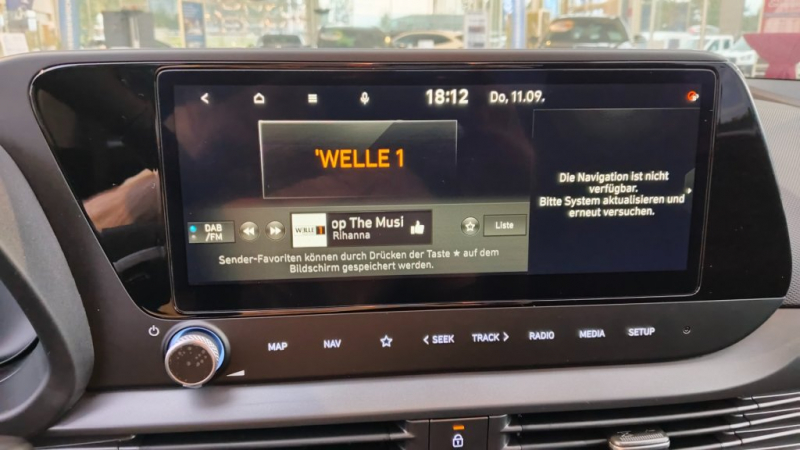 18:12 Do, 11.09.
'WELLE 1
Die Navigation ist nicht
verfügbar.
Bitte System aktualisieren und
erneut versuchen.
DAB
/FM
WELLE 1
op The Musi
Rihanna
Liste
Sender-Favoriten können durch Drücken der Taste ★ auf dem
Bildschirm gespeichert werden.
MAP NAV < SEEK TRACK > RADIO MEDIA SETUP